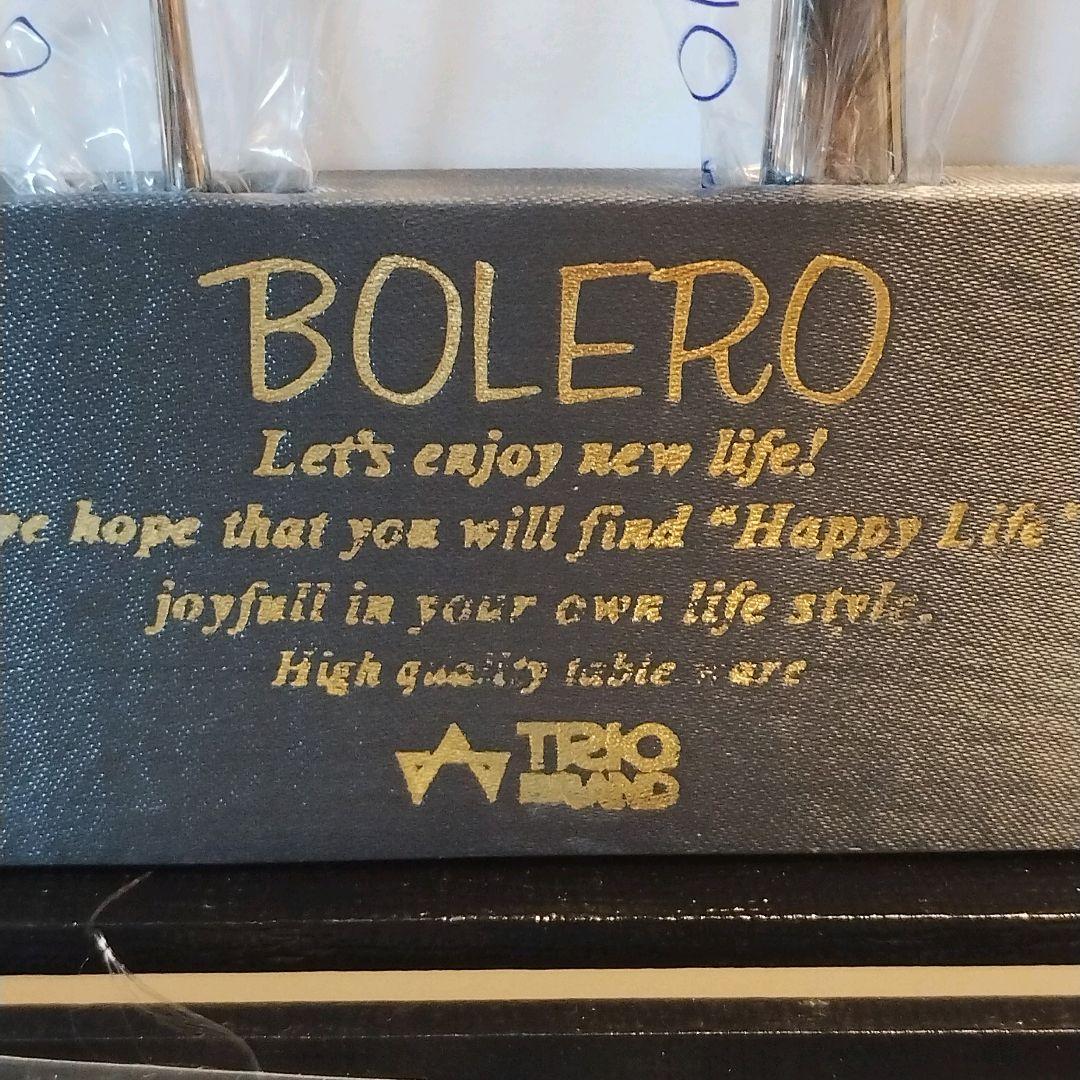 BOLERO
Let's enjoy new life!
we hope that you will find "Happy Life"
joyfull in your own life style.
High quality table ware
TRIO
BRAND